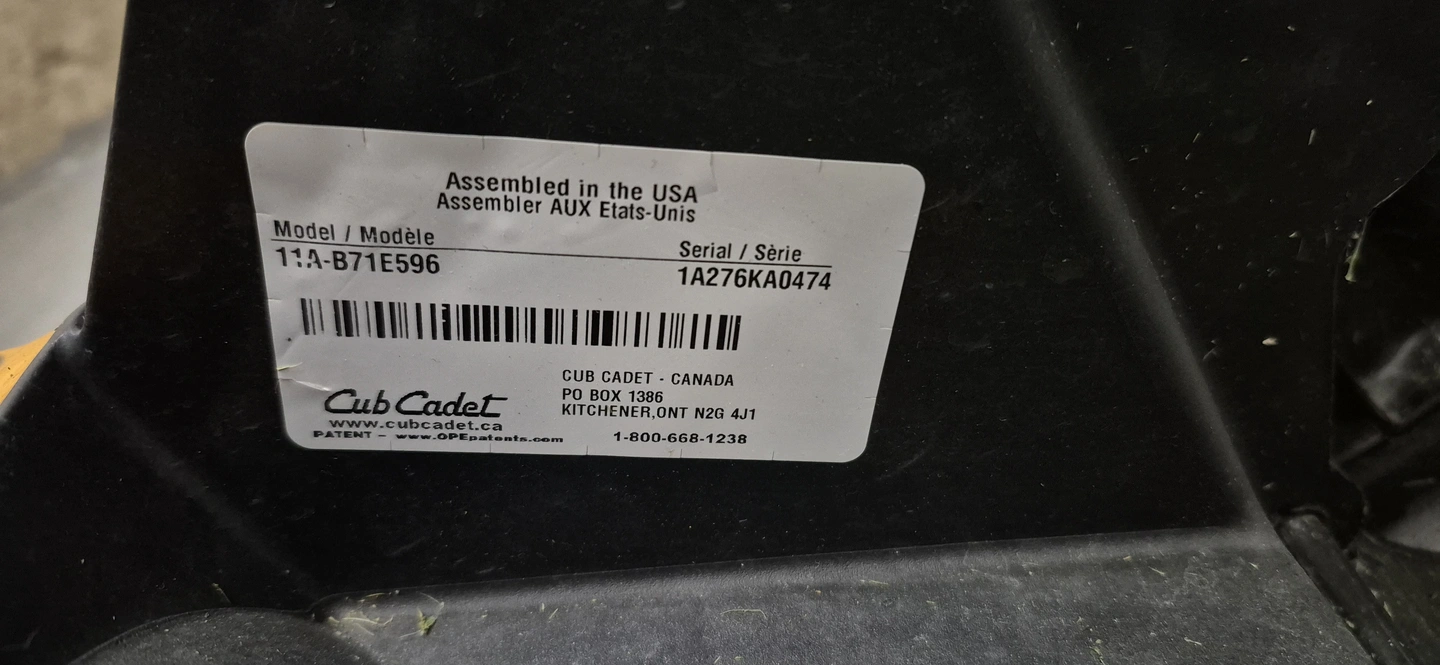 Assembled in the USA
Assembler AUX Etats-Unis
Model / Modèle
Serial / Sèrie
11A-B71E596
1A276KA0474
CUB CADET - CANADA
PO BOX 1386
KITCHENER,ONT N2G 4J1
Cub Cadet
www.cubcadet.ca
PATENT - www.OPEpatents.com
1-800-668-1238